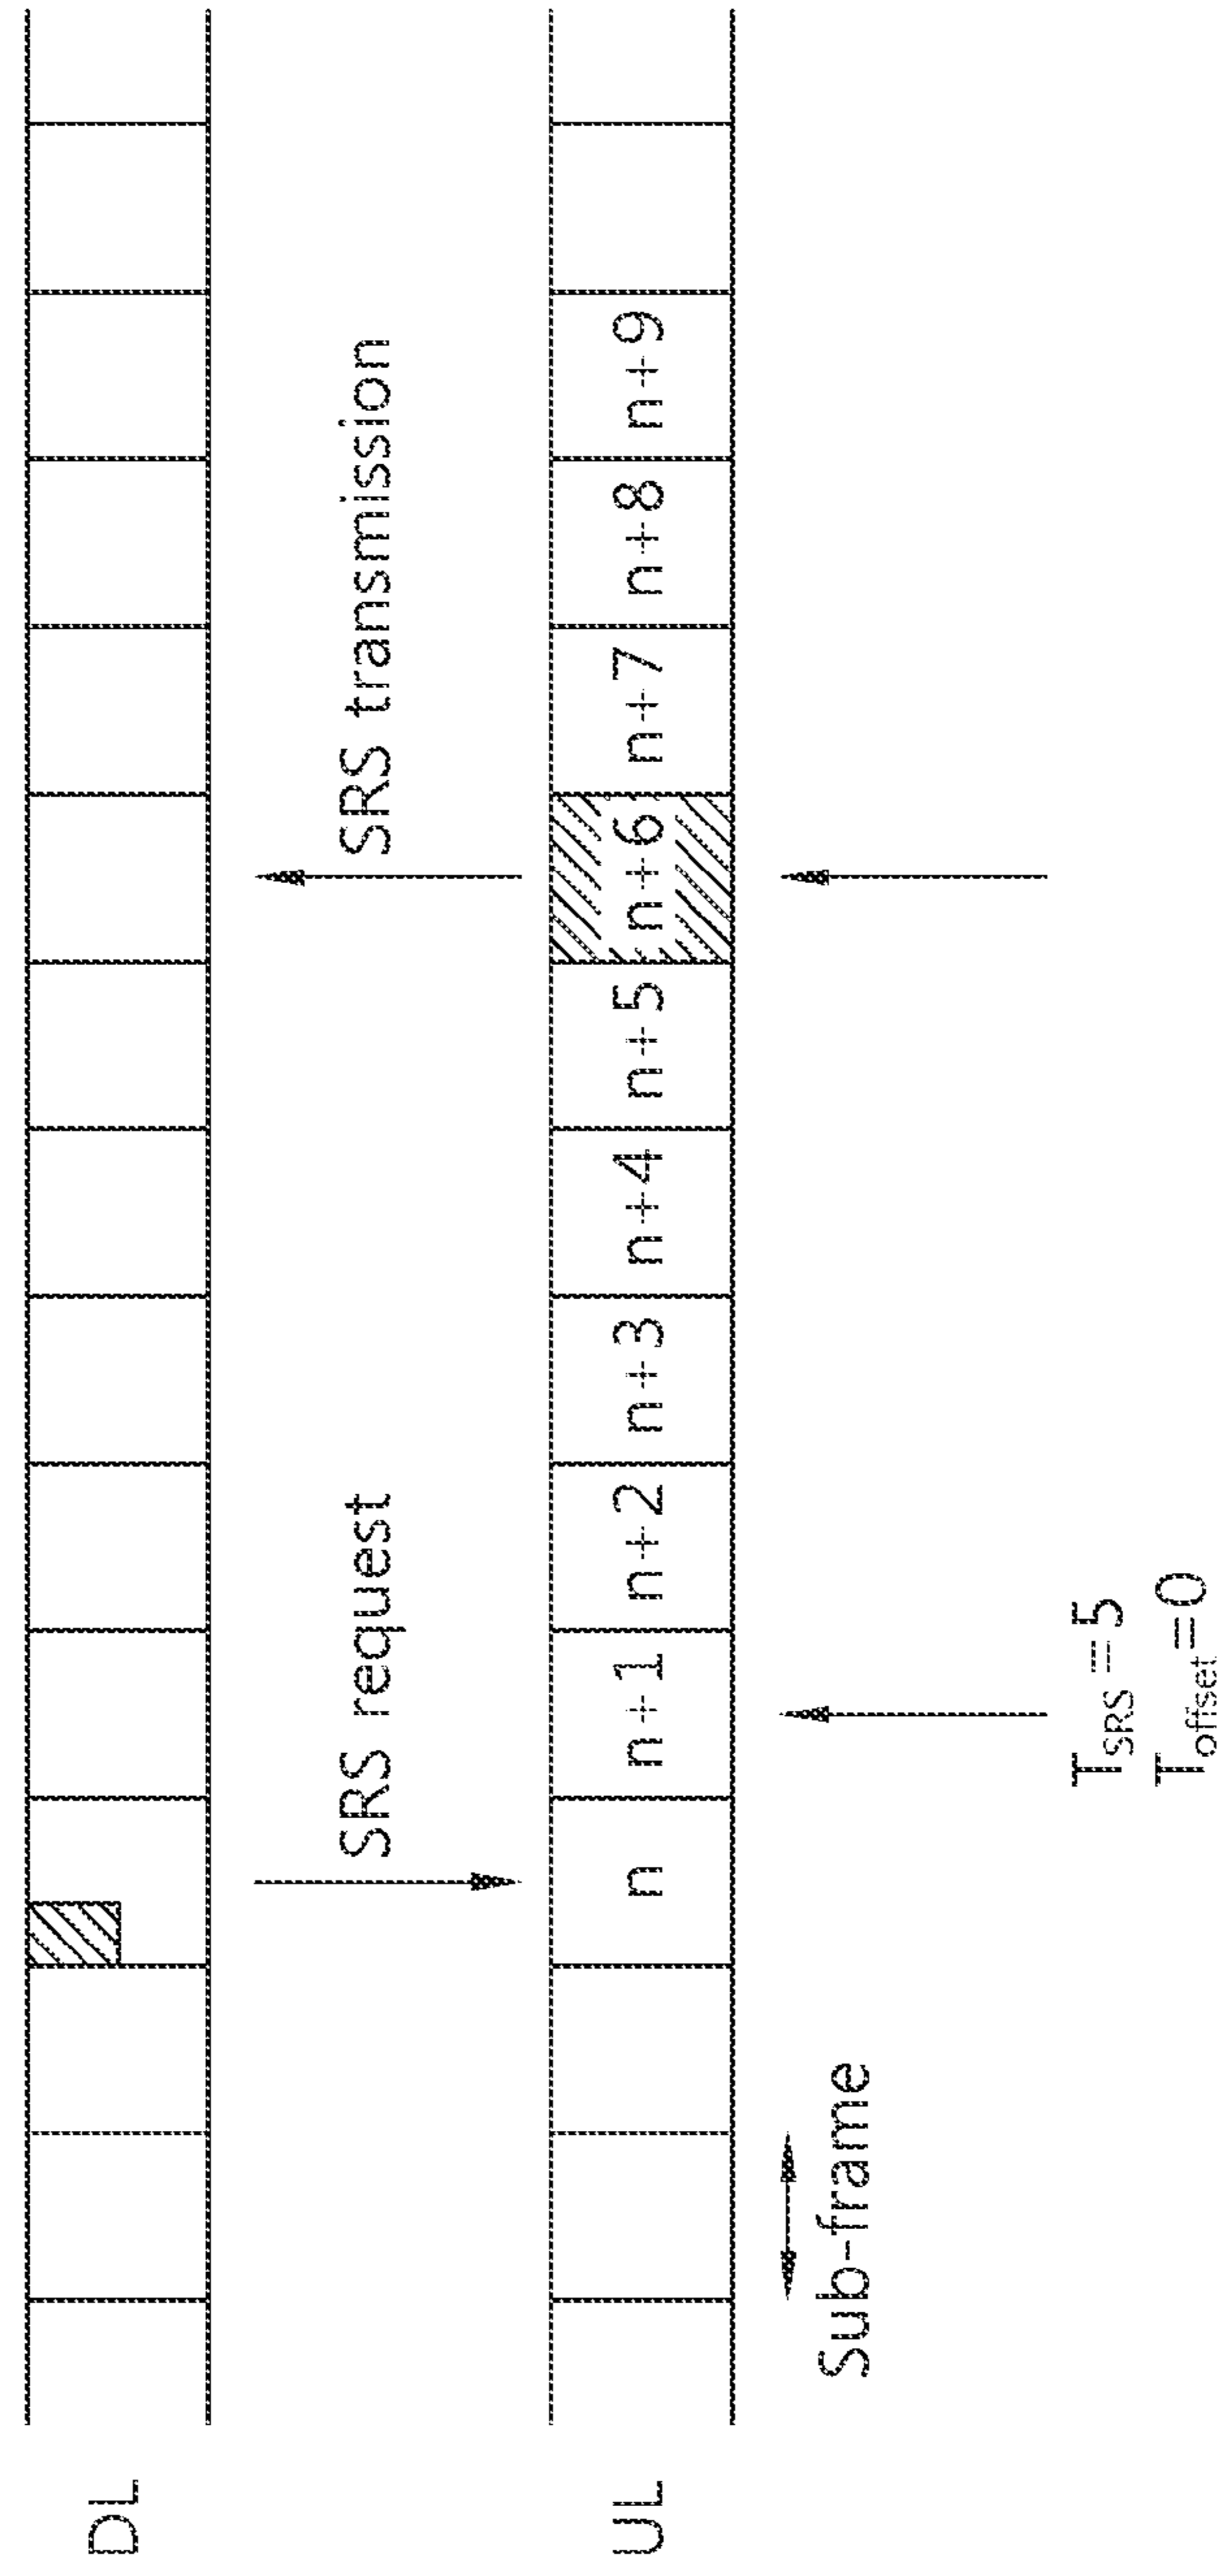 DL
SRS request
SRS transmission
UL
n
n+1
n+2
n+3
n+4
n+5
n+6
n+7
n+8
n+9
Sub-frame
T_SRS=5
T_offset=0